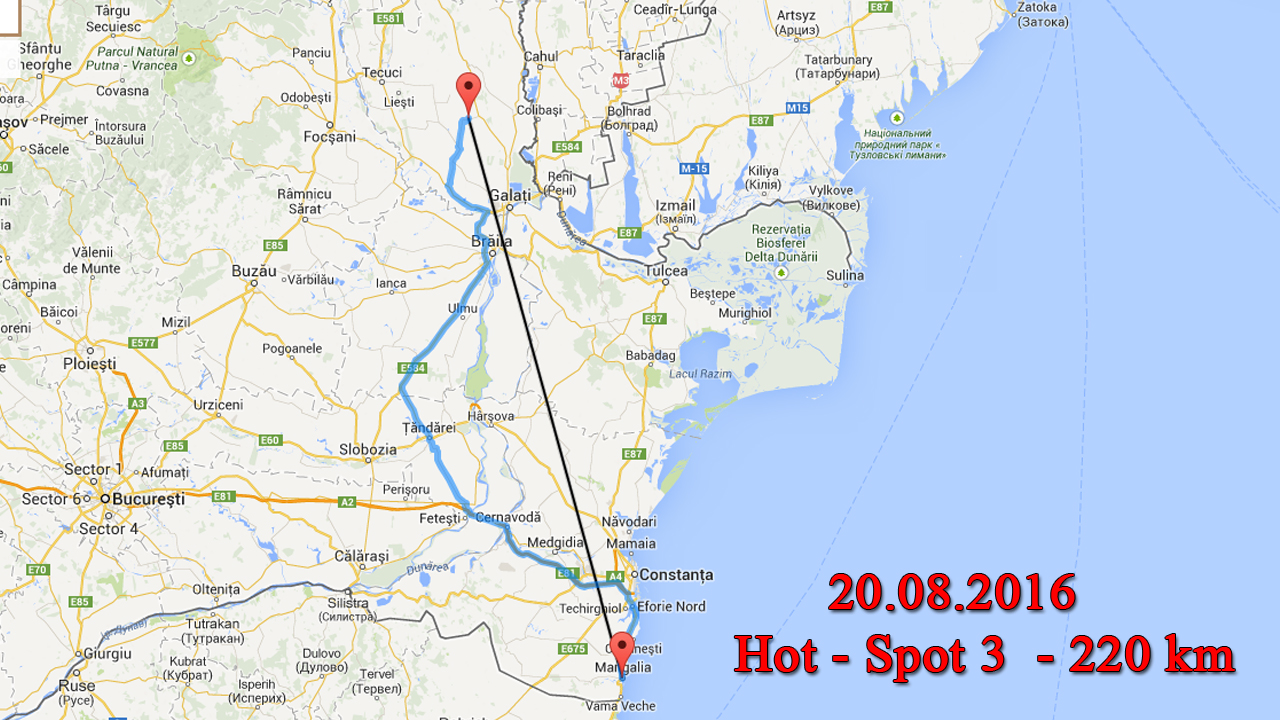 Târgu
Secuiesc
E581
Ceadîr-Lunga
Artsyz
(Арциз)
E87
Zatoka
(Затока)
Sfântu
Gheorghe
Parcul Natural
Putna - Vrancea
Panciu
Cahul
Taraclia
Tatarbunary
(Татарбунари)
Covasna
Tecuci
M3
Odobești
Liești
Colibași
Bolhrad
(Болград)
M15
E87
Prejmer
Întorsura
Buzăului
Focșani
Săcele
E584
Національний
природний парк «
Тузловські лимани»
Reni
(Рені)
M-15
Kiliya
(Кілія)
Vylkove
(Вилкове)
Râmnicu
Sărat
Galați
Izmail
(Ізмаїл)
Dunărea
E87
Rezervația
Biosferei
Delta Dunării
E85
Brăila
Vălenii
de Munte
Buzău
Vărbilău
Ianca
Tulcea
Sulina
Câmpina
Beștepe
Murighiol
Băicoi
Ulmu
E87
Mizil
E577
Pogoanele
Ploiești
Babadag
E584
Lacul Razim
A3
Urziceni
Hârșova
Țăndărei
E85
E60
Slobozia
E87
Sector 1
Afumați
Sector 6
București
E81
A2
Perișoru
Sector 4
Fetești
Cernavodă
Năvodari
Medgidia
Mamaia
Călărași
E70
Dunărea
E81
A4
Constanța
Oltenița
E85
Silistra
(Силистра)
Techirghiol
Eforie Nord
20.08.2016
Tutrakan
(Тутракан)
Giurgiu
Kubrat
(Кубрат)
Dulovo
(Дулово)
E675
Mangalia
Hot - Spot 3 - 220 km
Ruse
(Русе)
Isperih
(Исперих)
Tervel
(Тервел)
Vama Veche